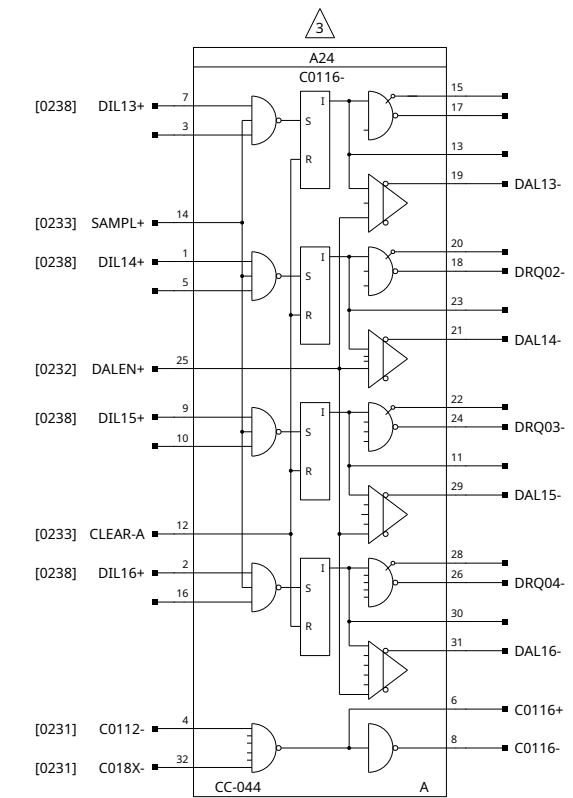 3
A24
C0116-
7 I 15
[0238] DIL13+
17
S
3
13
R
19 DAL13-
14
[0233] SAMPL+
1 I 20
[0238] DIL14+
18 DRQ02-
S
5
23
R
21 DAL14-
25
[0232] DALEN+
9 I 22
[0238] DIL15+
24 DRQ03-
S
10
11
R
29 DAL15-
12
[0233] CLEAR-A
2 I 28
[0238] DIL16+
26 DRQ04-
S
16
30
R
31 DAL16-
6 C0116+
4
[0231] C0112-
8 C0116-
32
[0231] C018X-
CC-044 A